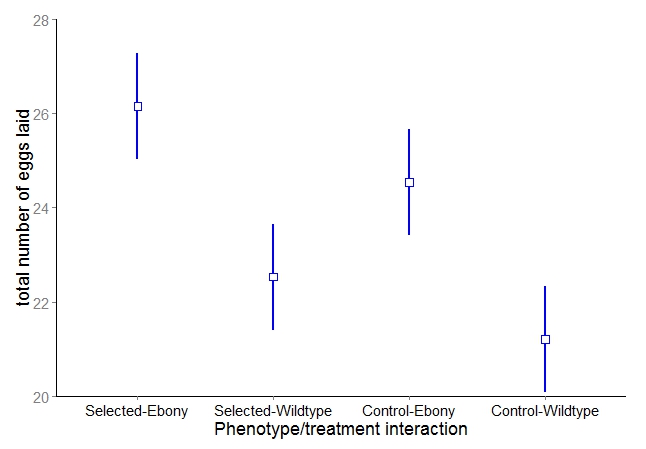 28
26
24
22
20
total number of eggs laid
Selected-Ebony Selected-Wildtype Control-Ebony Control-Wildtype
Phenotype/treatment interaction